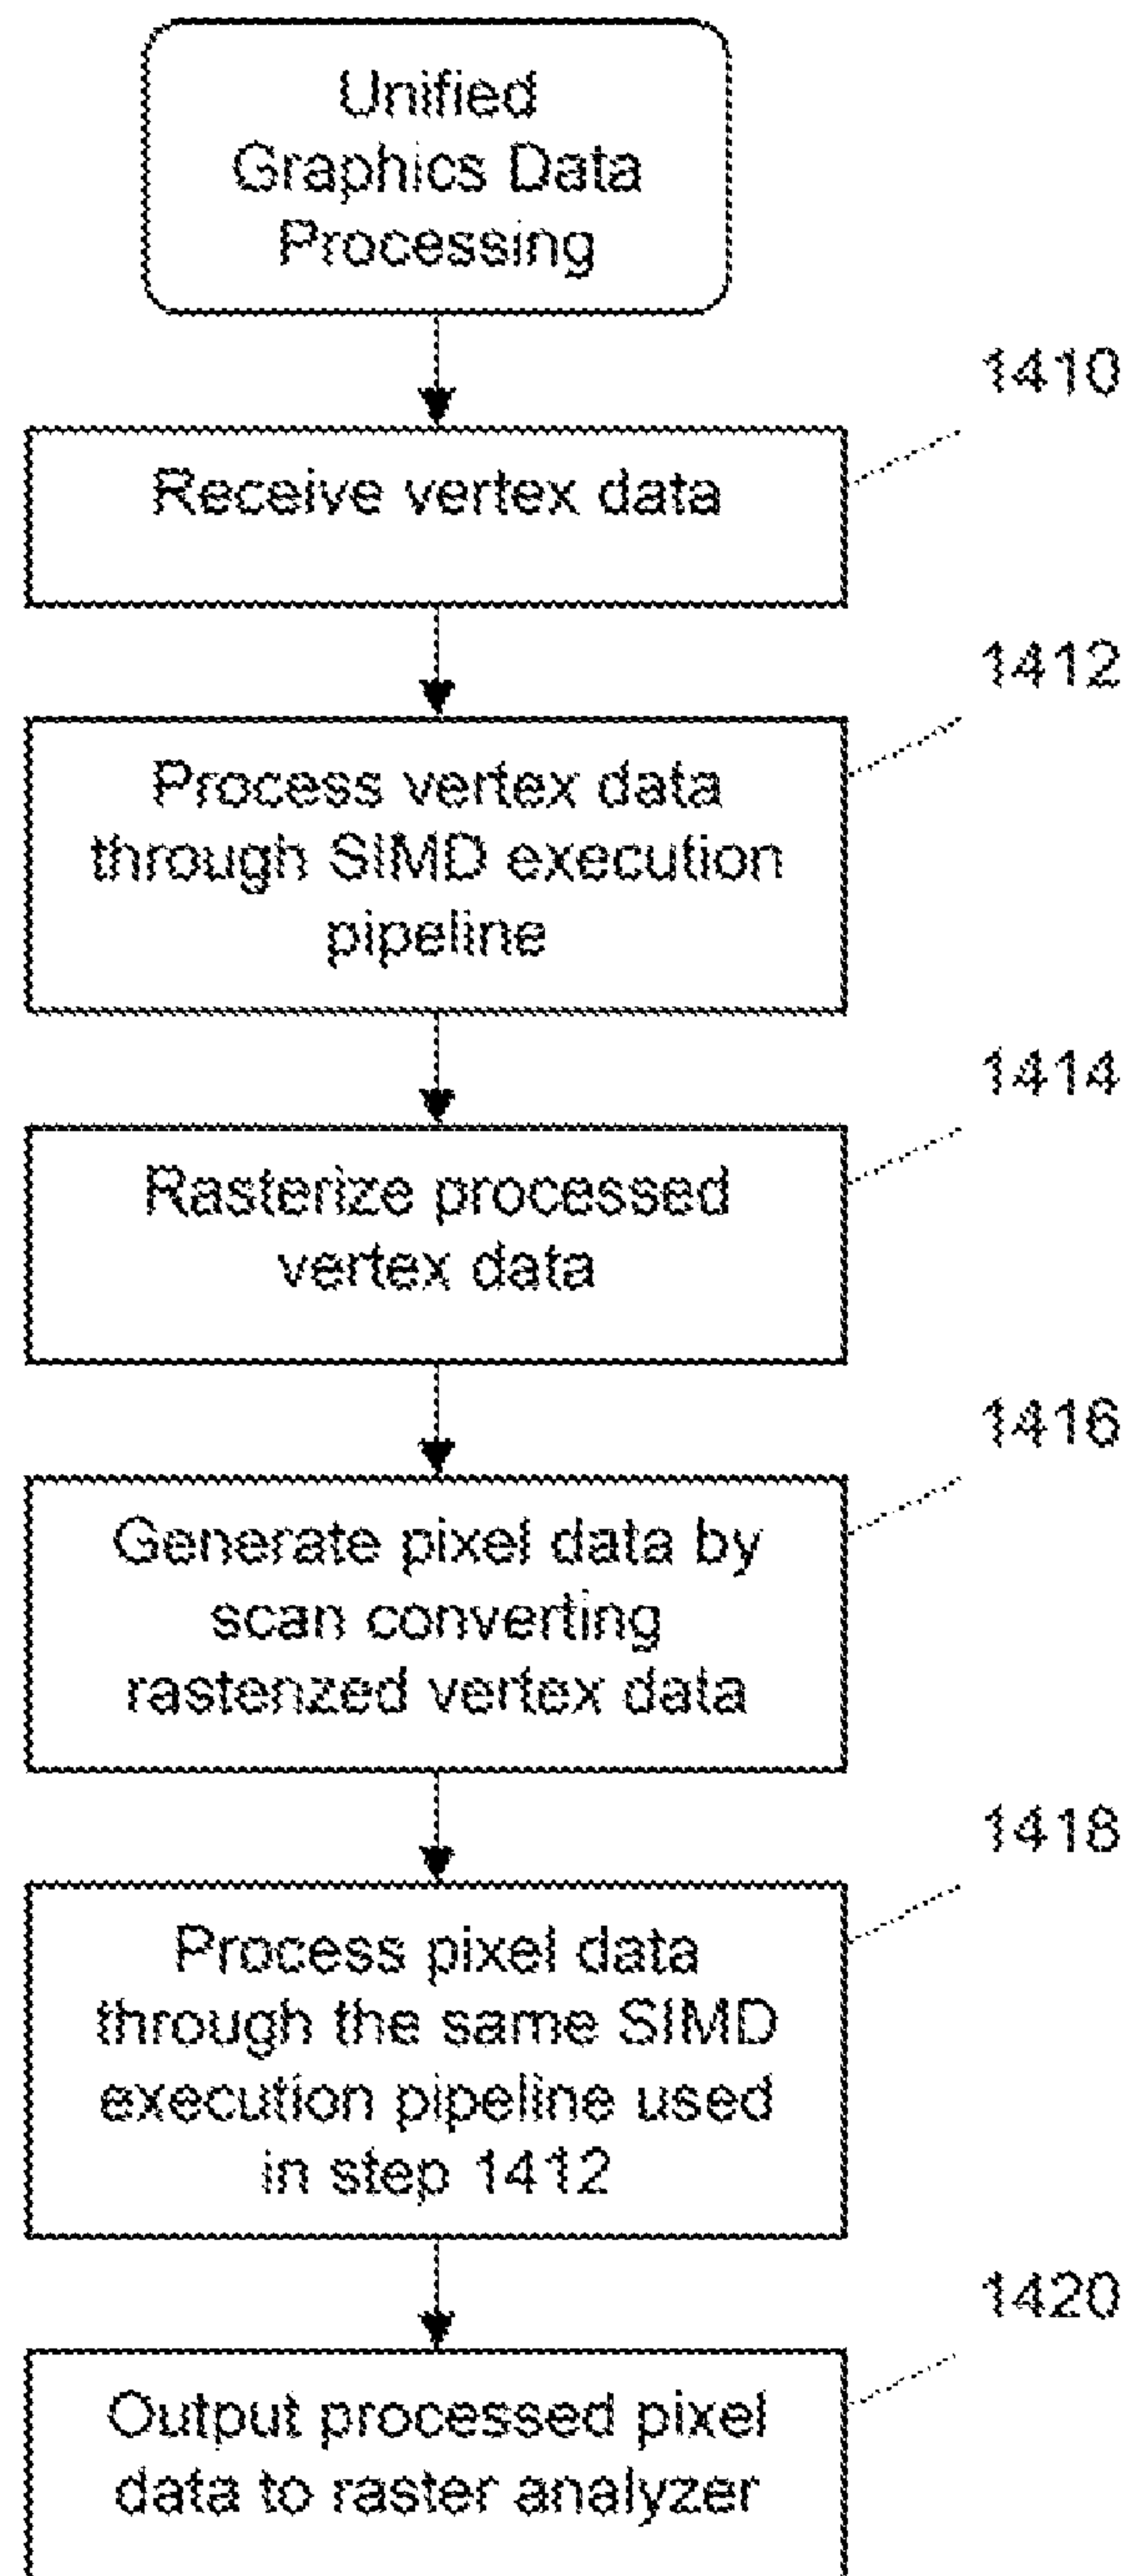 Unified
Graphics Data
Processing
1410
Receive vertex data
1412
Process vertex data
through SIMD execution
pipeline
1414
Rasterize processed
vertex data
1416
Generate pixel data by
scan converting
rastenzed vertex data
1418
Process pixel data
through the same SIMD
execution pipeline used
in step 1412
1420
Output processed pixel
data to raster analyzer